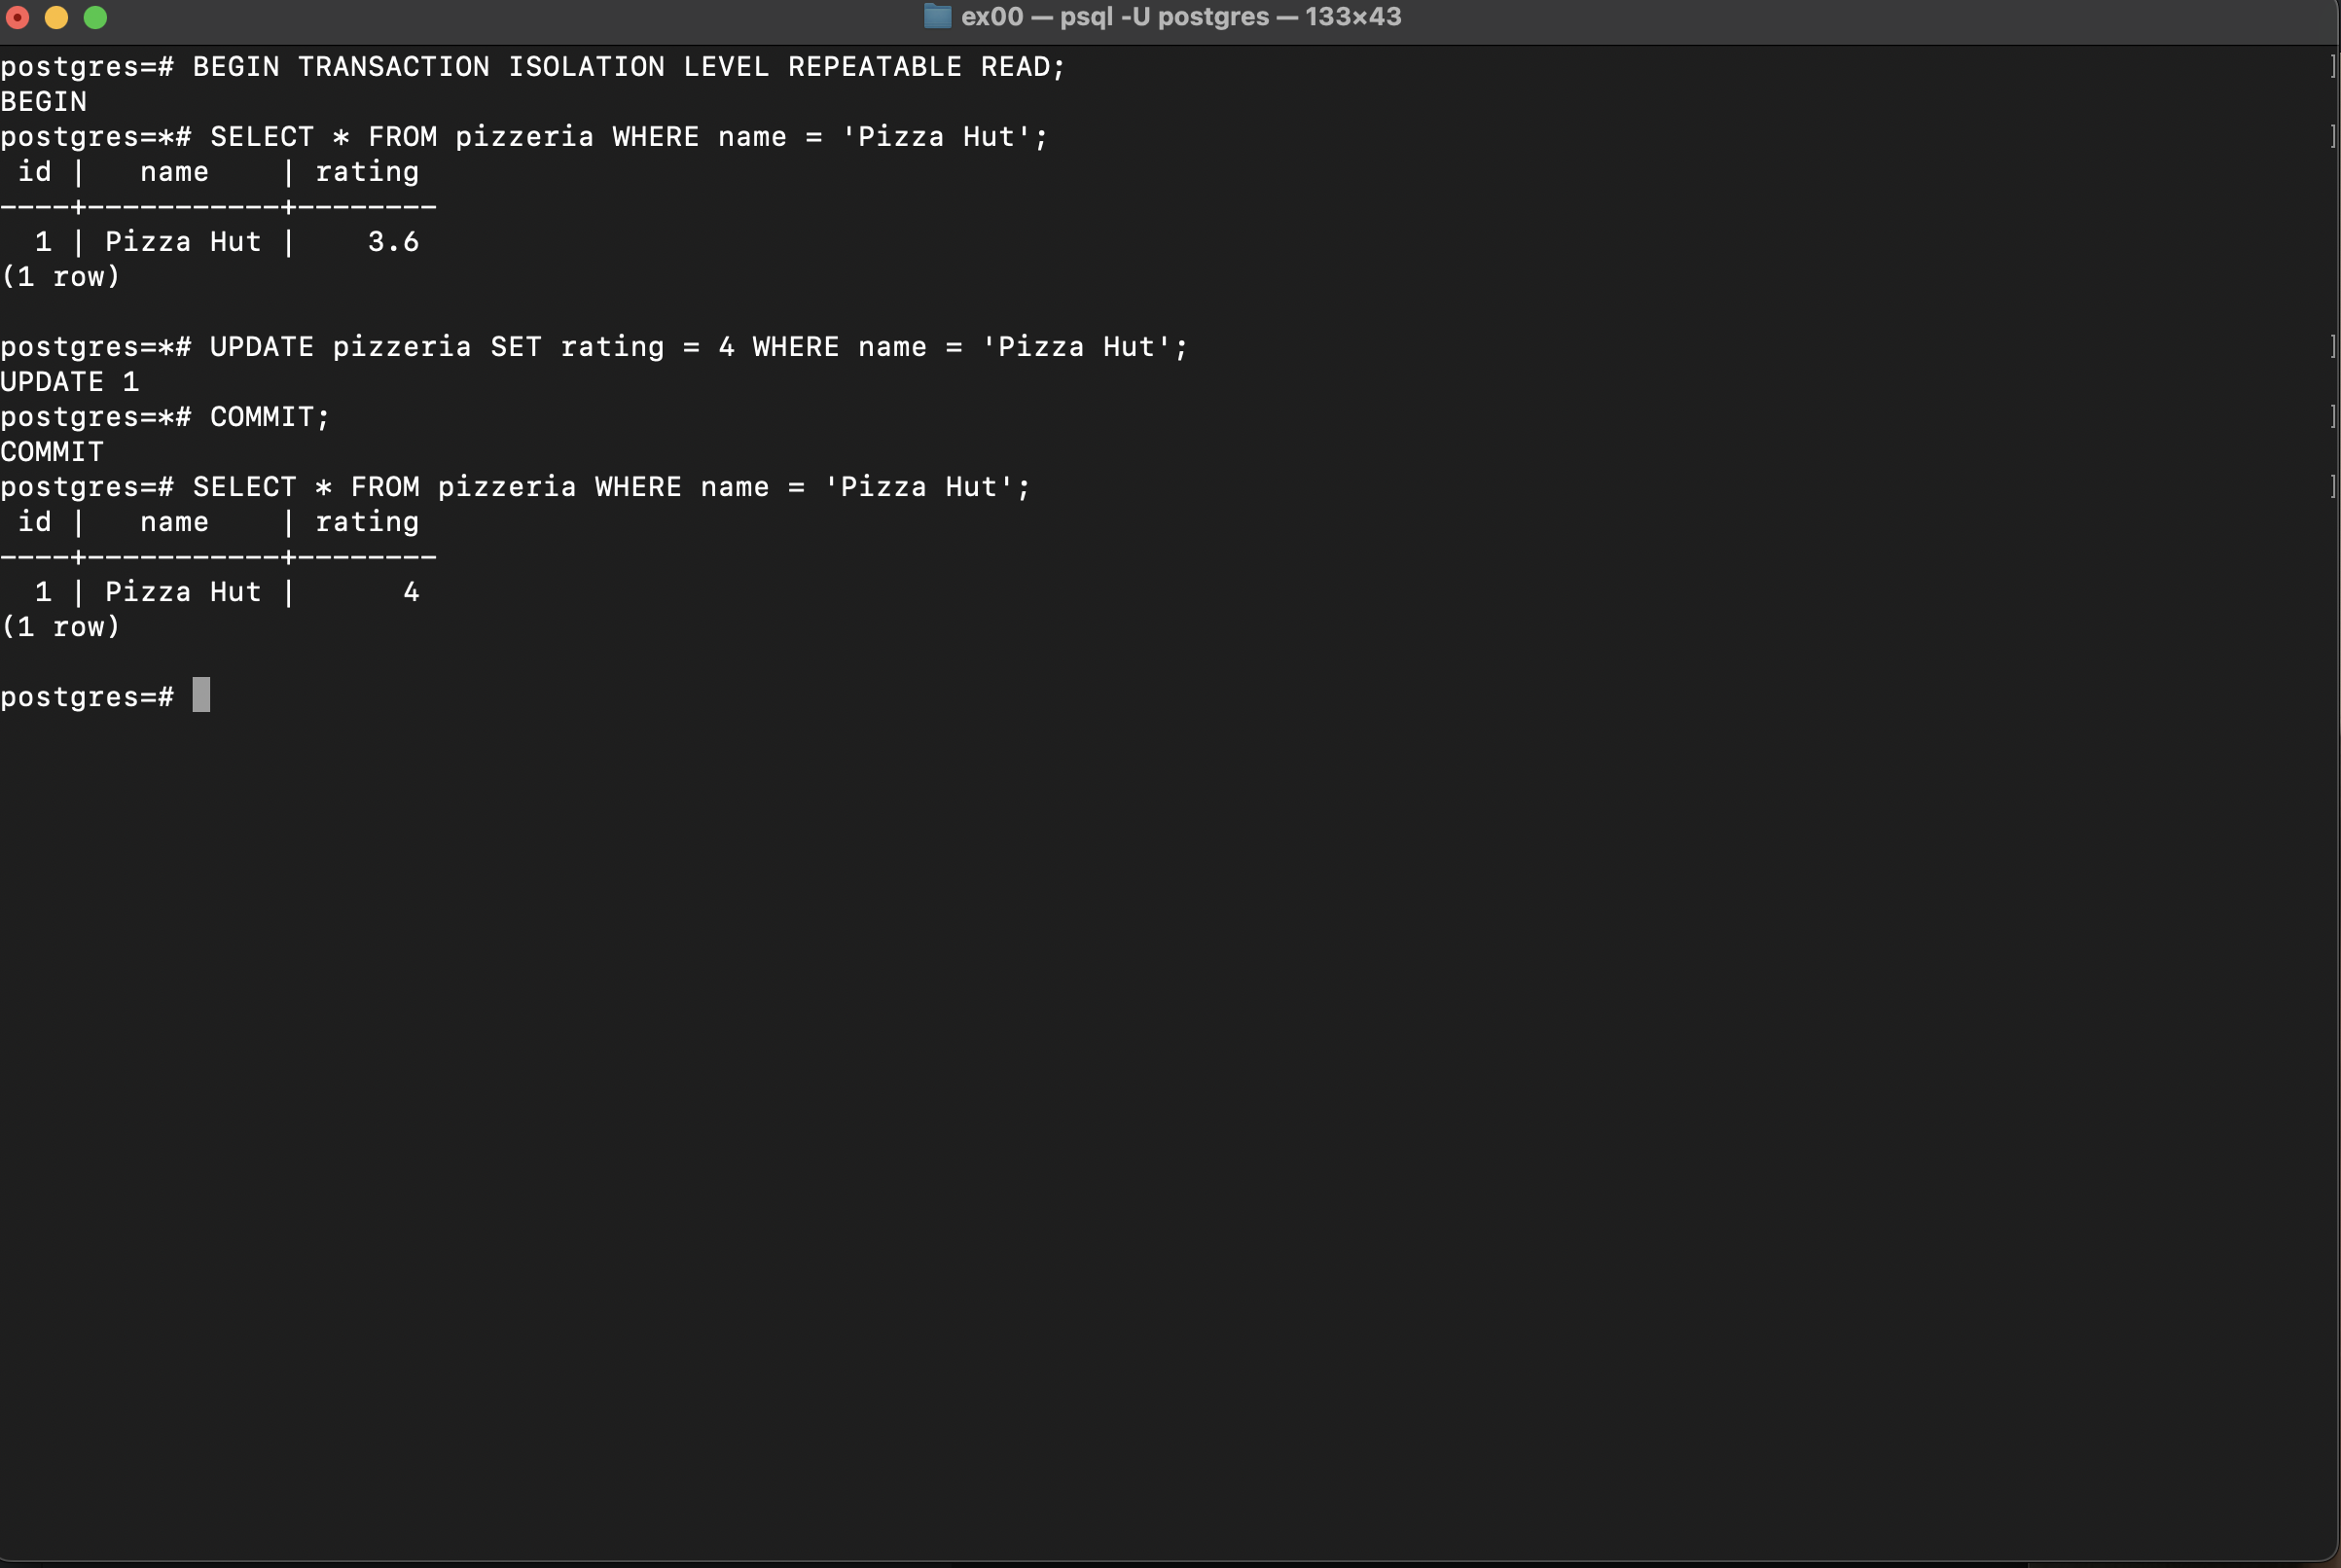 ex00 — psql -U postgres — 133×43
postgres=# BEGIN TRANSACTION ISOLATION LEVEL REPEATABLE READ;
BEGIN
postgres=*# SELECT * FROM pizzeria WHERE name = 'Pizza Hut';
 id |   name    | rating
----+-----------+--------
  1 | Pizza Hut |    3.6
(1 row)

postgres=*# UPDATE pizzeria SET rating = 4 WHERE name = 'Pizza Hut';
UPDATE 1
postgres=*# COMMIT;
COMMIT
postgres=# SELECT * FROM pizzeria WHERE name = 'Pizza Hut';
 id |   name    | rating
----+-----------+--------
  1 | Pizza Hut |      4
(1 row)

postgres=#